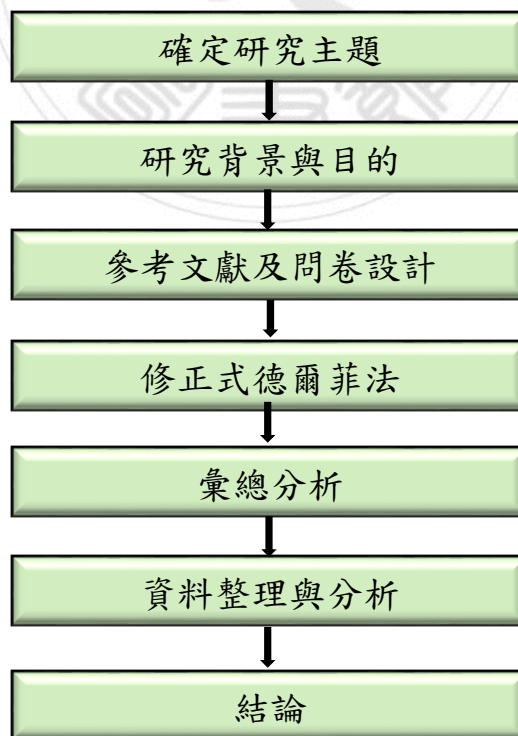 確定研究主題
研究背景與目的
參考文獻及問卷設計
修正式德爾菲法
彙總分析
資料整理與分析
結論